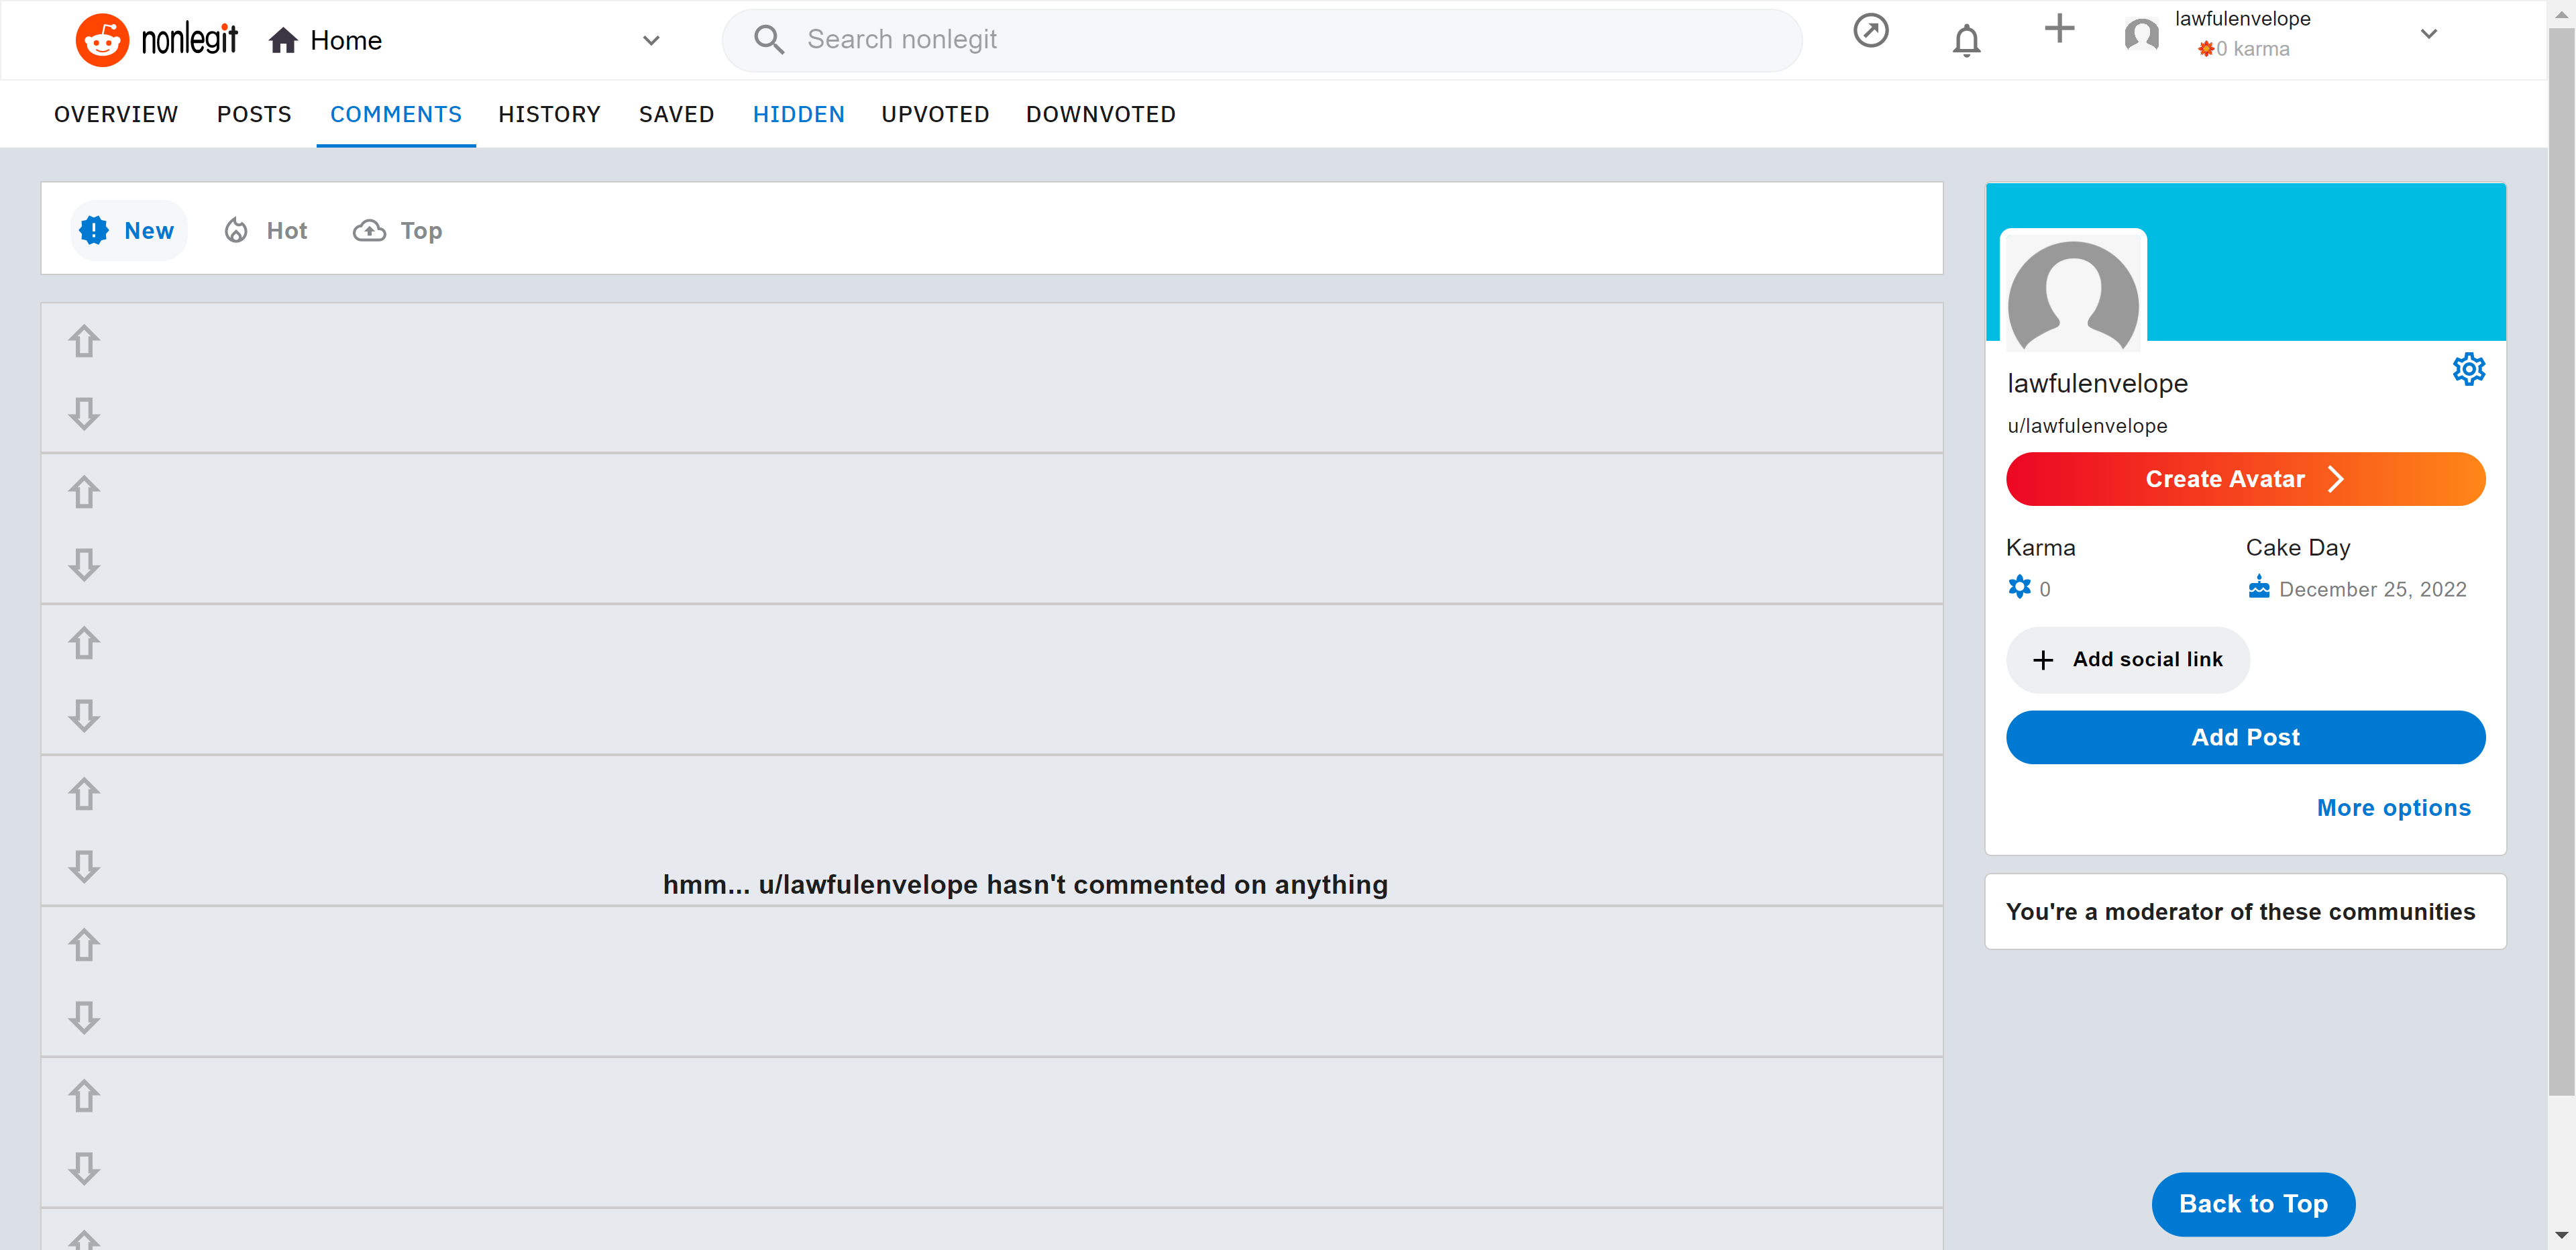 nonlegit
Home
Search nonlegit
lawfulenvelope
0 karma
OVERVIEW POSTS COMMENTS HISTORY SAVED HIDDEN UPVOTED DOWNVOTED
New Hot Top
lawfulenvelope
u/lawfulenvelope
Create Avatar
Karma Cake Day
0 December 25, 2022
Add social link
Add Post
More options
hmm... u/lawfulenvelope hasn't commented on anything
You're a moderator of these communities
Back to Top